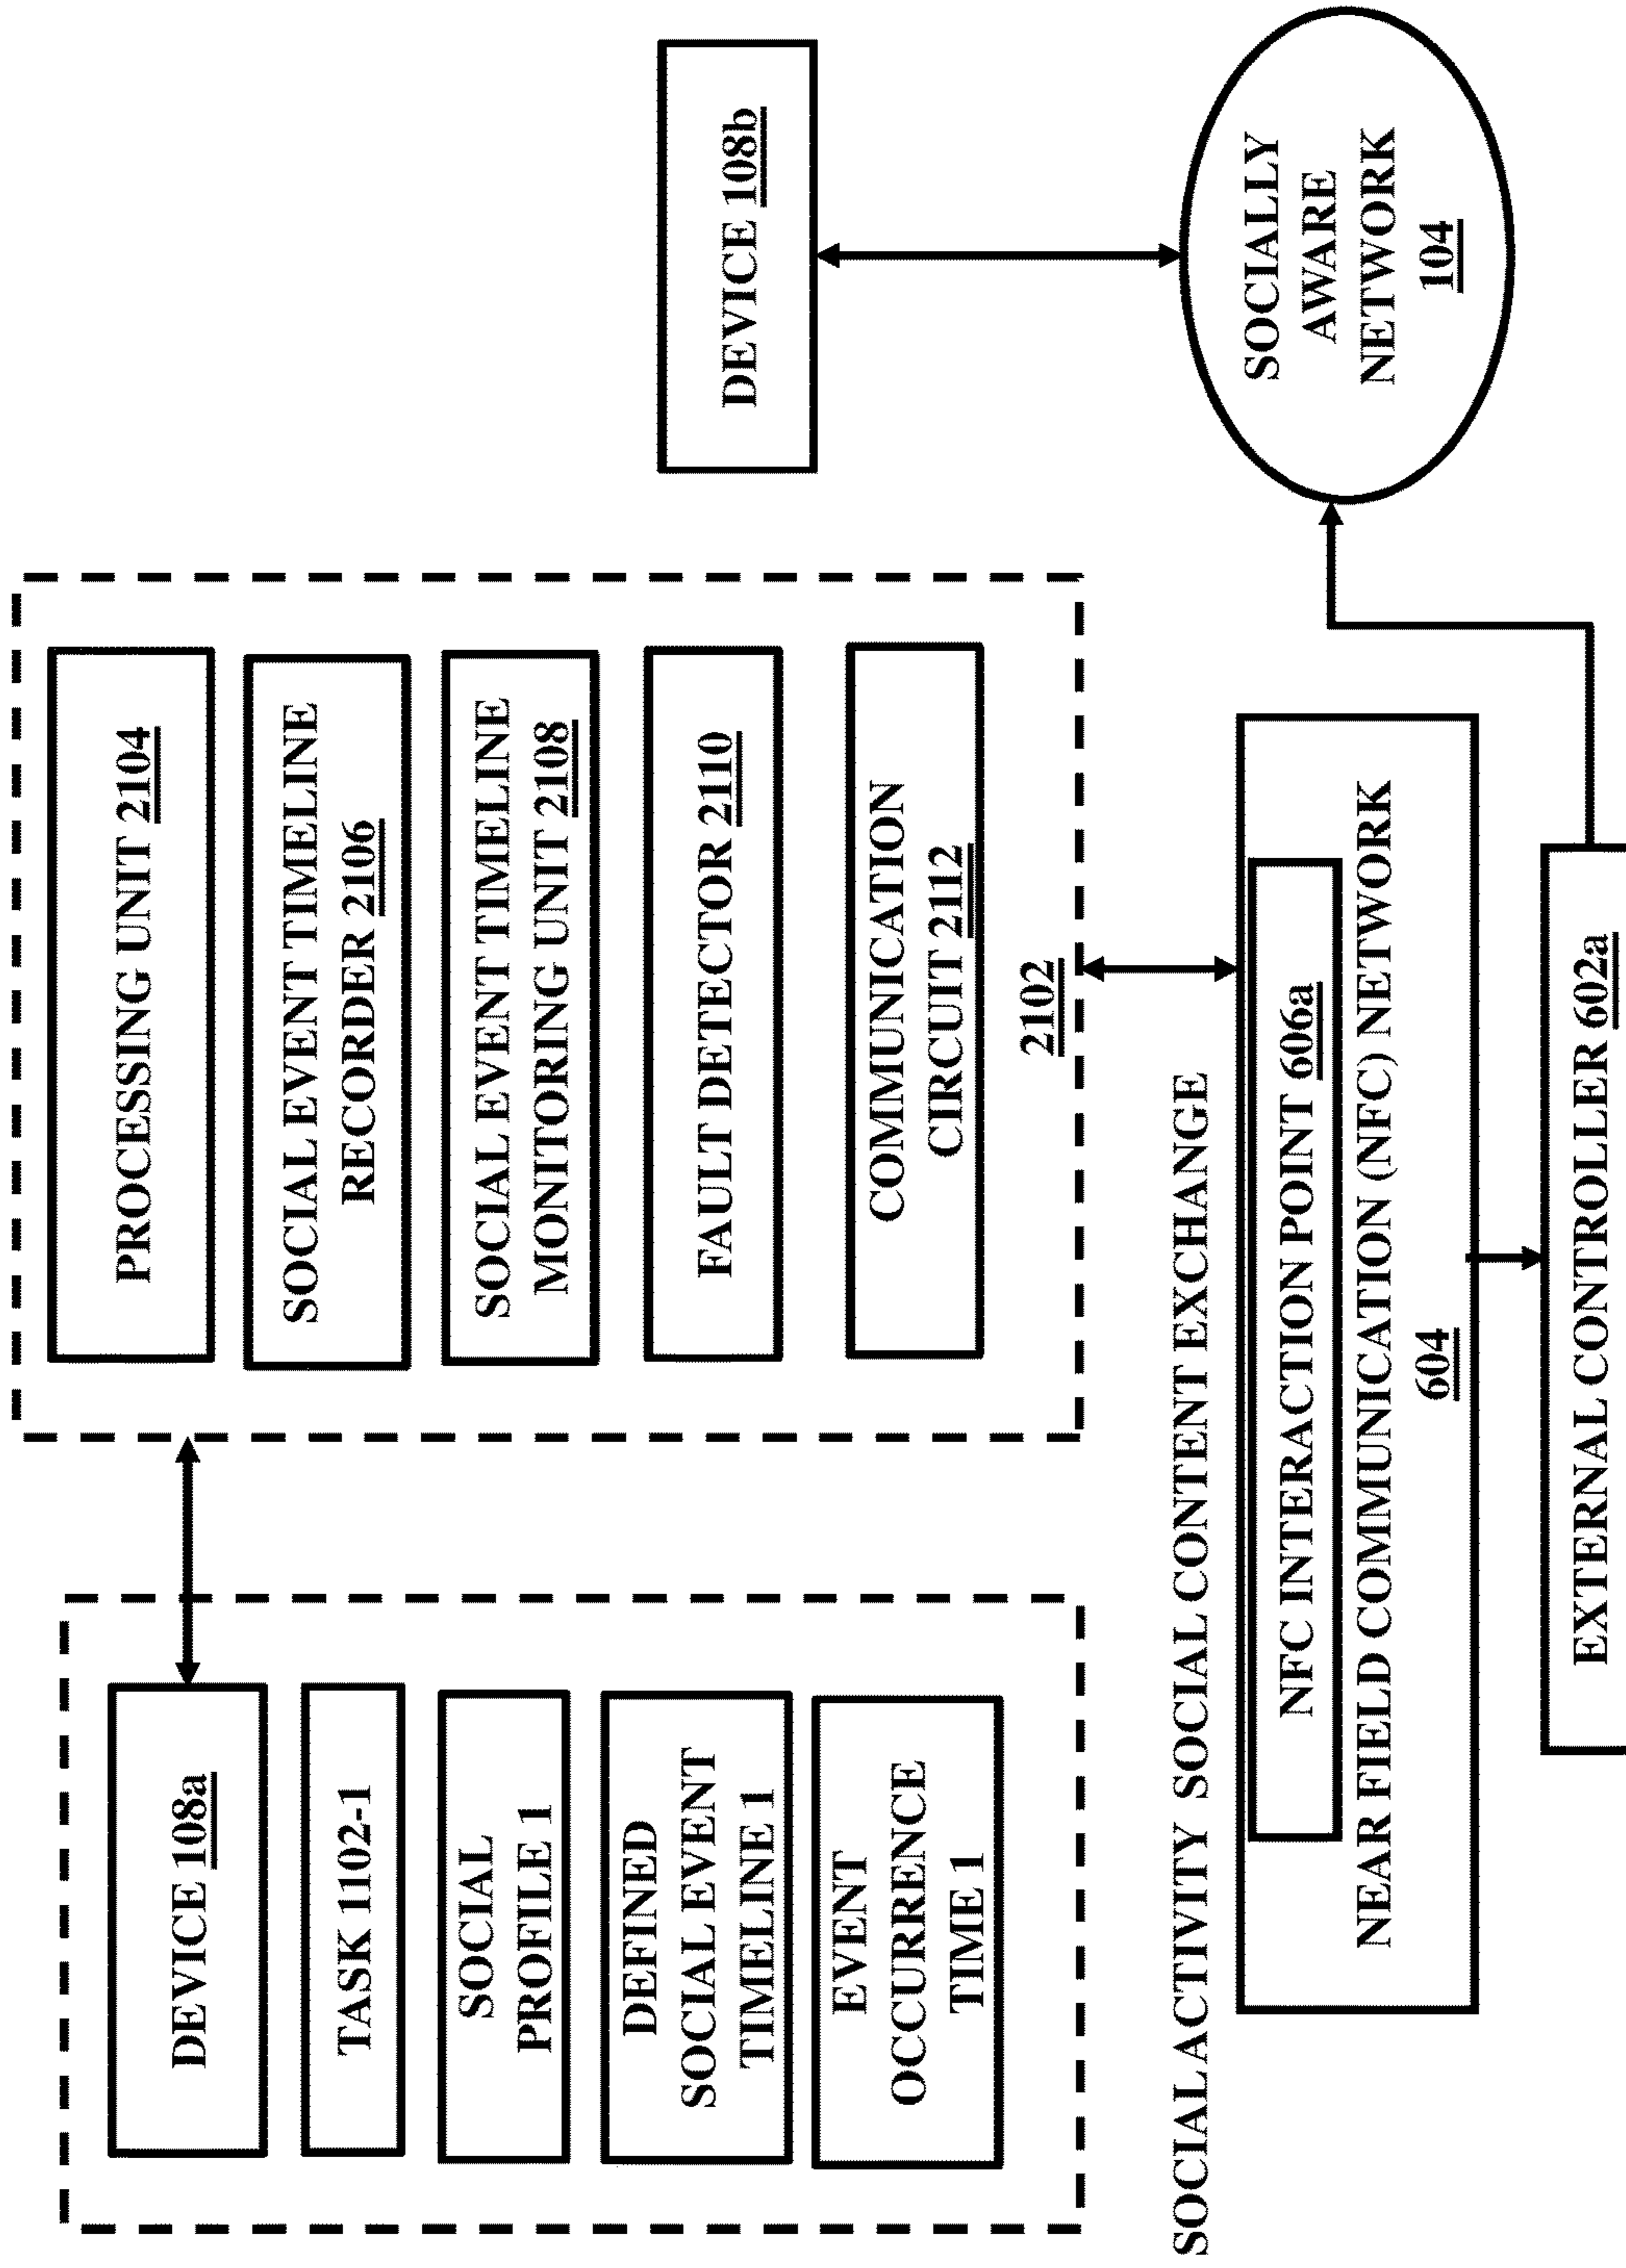 DEVICE 108a
TASK 1102-1
SOCIAL
PROFILE 1
DEFINED
SOCIAL EVENT
TIMELINE 1
EVENT
OCCURRENCE
TIME 1
PROCESSING UNIT 2104
SOCIAL EVENT TIMELINE
RECORDER 2106
SOCIAL EVENT TIMELINE
MONITORING UNIT 2108
FAULT DETECTOR 2110
COMMUNICATION
CIRCUIT 2112
2102
DEVICE 108b
SOCIALLY
AWARE
NETWORK
104
SOCIAL ACTIVITY SOCIAL CONTENT EXCHANGE
NFC INTERACTION POINT 606a
NEAR FIELD COMMUNICATION (NFC) NETWORK
604
EXTERNAL CONTROLLER 602a